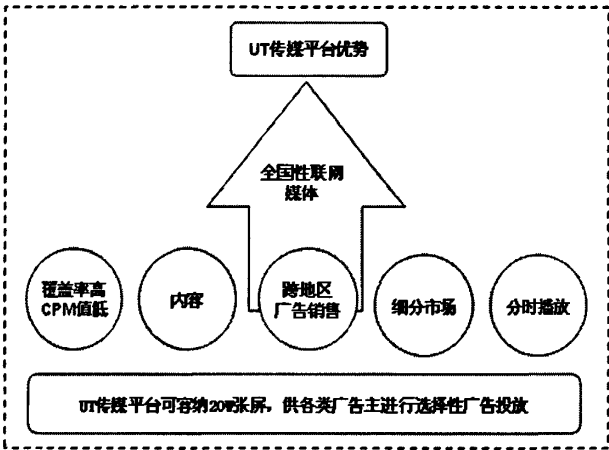 UT传媒平台优势
全国性联网
媒体
覆盖率高
CPM值低
内容
跨地区
广告销售
细分市场
分时播放
UT传媒平台可容纳20W张屏，供各类广告主进行选择性广告投放